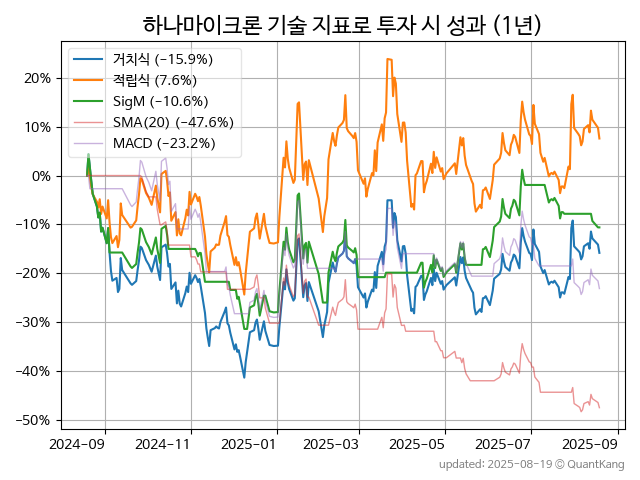 하나마이크론 기술 지표로 투자 시 성과 (1년)
거치식 (−15.9%)
적립식 (7.6%)
SigM (−10.6%)
SMA(20) (−47.6%)
MACD (−23.2%)
20%
10%
0%
−10%
−20%
−30%
−40%
−50%
2024-09 2024-11 2025-01 2025-03 2025-05 2025-07 2025-09
updated: 2025-08-19 © QuantKang